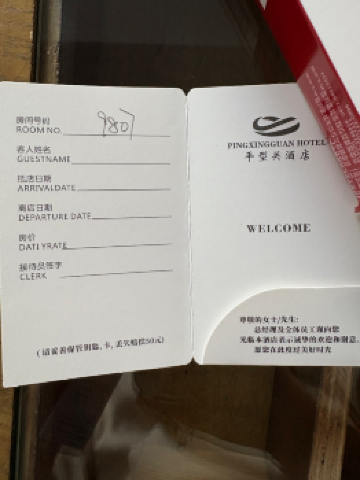 房间号码
ROOM NO. 9807
客人姓名
GUESTNAME
抵店日期
ARRIVALDATE
离店日期
DEPARTURE DATE
房价
DATLYRATE
接待员签字
CLERK
(请妥善保管钥匙,卡,丢失赔偿50元)
PINGXINGGUAN HOTEL
平型关酒店
WELCOME
尊敬的女士/先生:
总经理及全体员工谨向您
光临本酒店表示诚挚的欢迎和谢意,
愿您在此度过美好时光